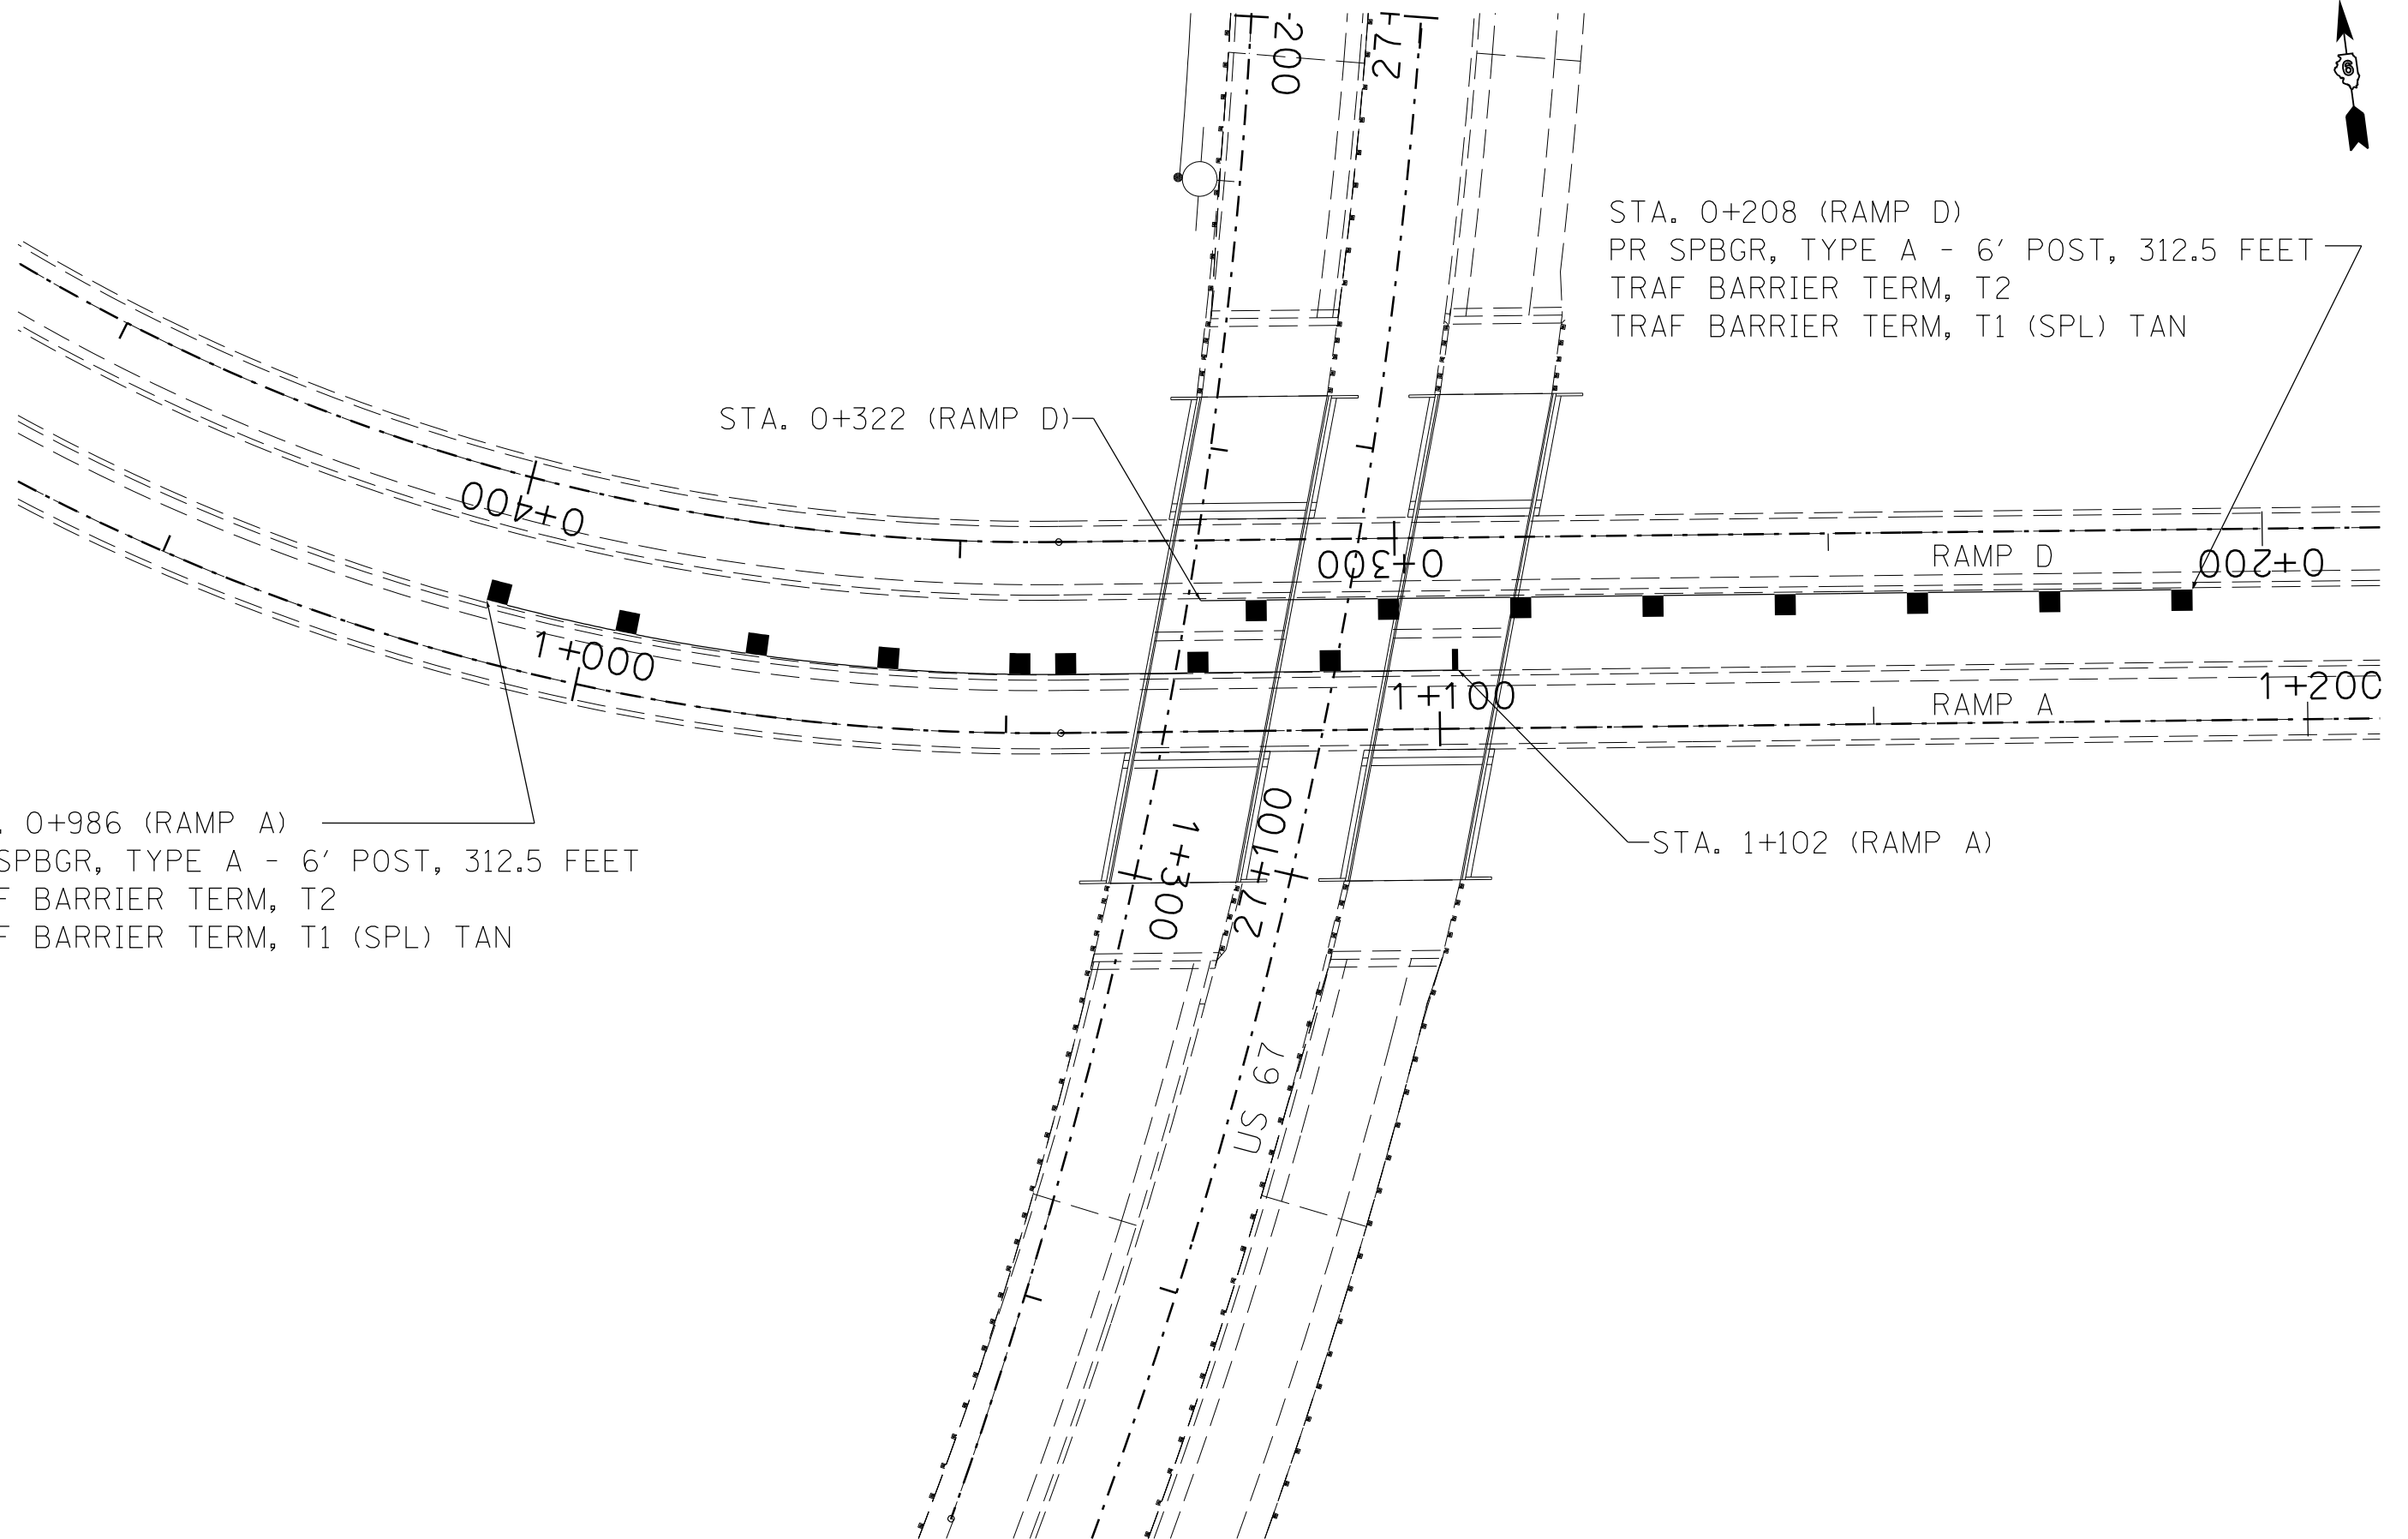 -200
27+
6
STA. 0+208 (RAMP D)
PR SPBGR, TYPE A - 6' POST, 312.5 FEET
TRAF BARRIER TERM, T2
TRAF BARRIER TERM, T1 (SPL) TAN
STA. 0+322 (RAMP D)
0+400
0+300
RAMP D
0+200
1+000
1+100
RAMP A
1+200
. 0+986 (RAMP A)
SPBGR, TYPE A - 6' POST, 312.5 FEET
F BARRIER TERM, T2
F BARRIER TERM, T1 (SPL) TAN
1+300
27+100
STA. 1+102 (RAMP A)
US 67